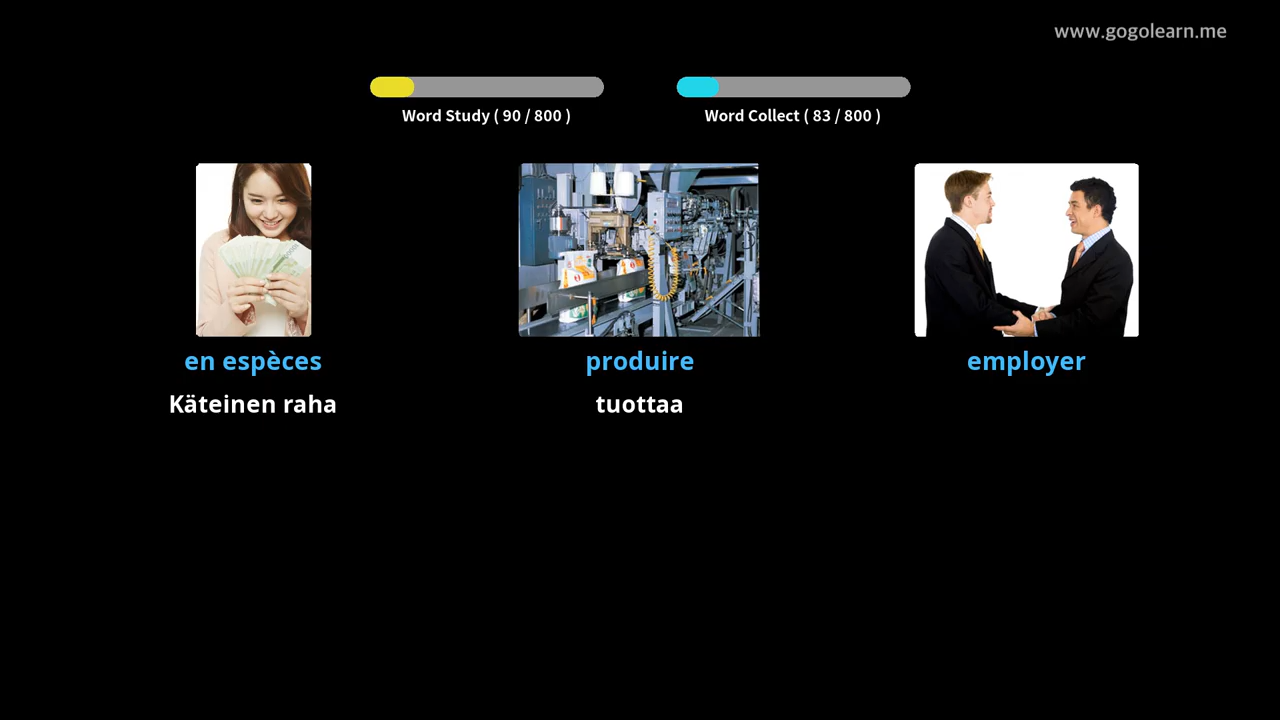 www.gogolearn.me
Word Study ( 90 / 800 )
Word Collect ( 83 / 800 )
en espèces
produire
employer
Käteinen raha
tuottaa